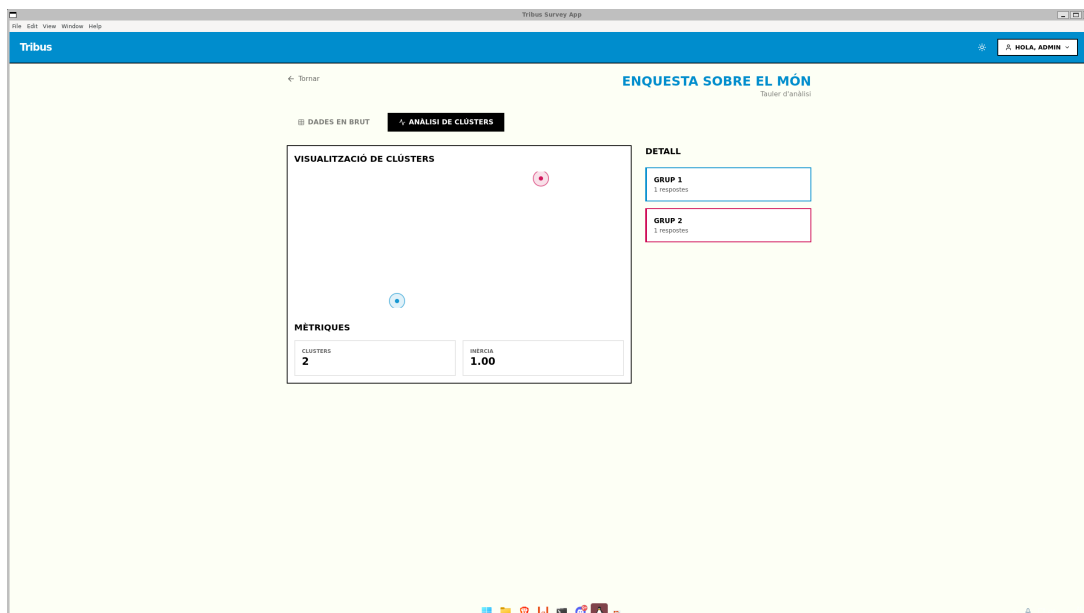 Tribus Survey App
File Edit View Window Help
Tribus
HOLA, ADMIN
Tornar
ENQUESTA SOBRE EL MÓN
Tauler d'anàlisi
DADES EN BRUT
ANÀLISI DE CLÚSTERS
VISUALITZACIÓ DE CLÚSTERS
MÈTRIQUES
CLUSTERS
2
INÈRCIA
1.00
DETALL
GRUP 1
1 respostes
GRUP 2
1 respostes